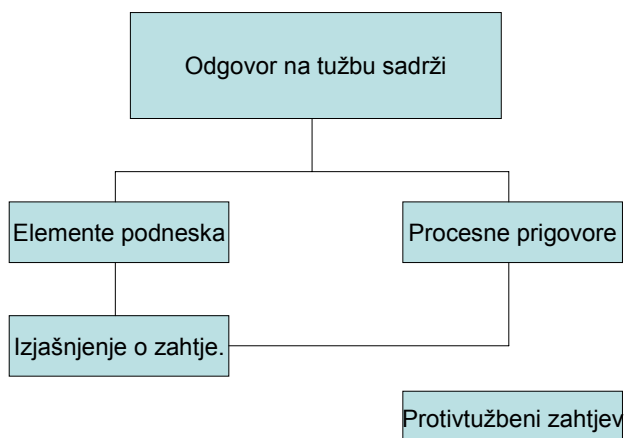 Odgovor na tužbu sadrži
Elemente podneska
Procesne prigovore
Izjašnjenje o zahtje.
Protivtužbeni zahtjev